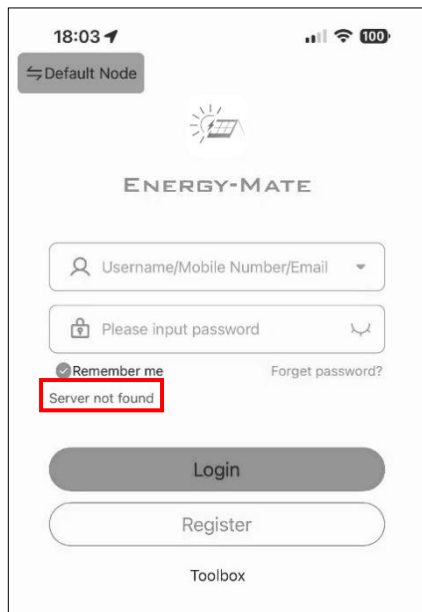 18:03
100
Default Node
ENERGY-MATE
Username/Mobile Number/Email
Please input password
Remember me Forget password?
Server not found
Login
Register
Toolbox